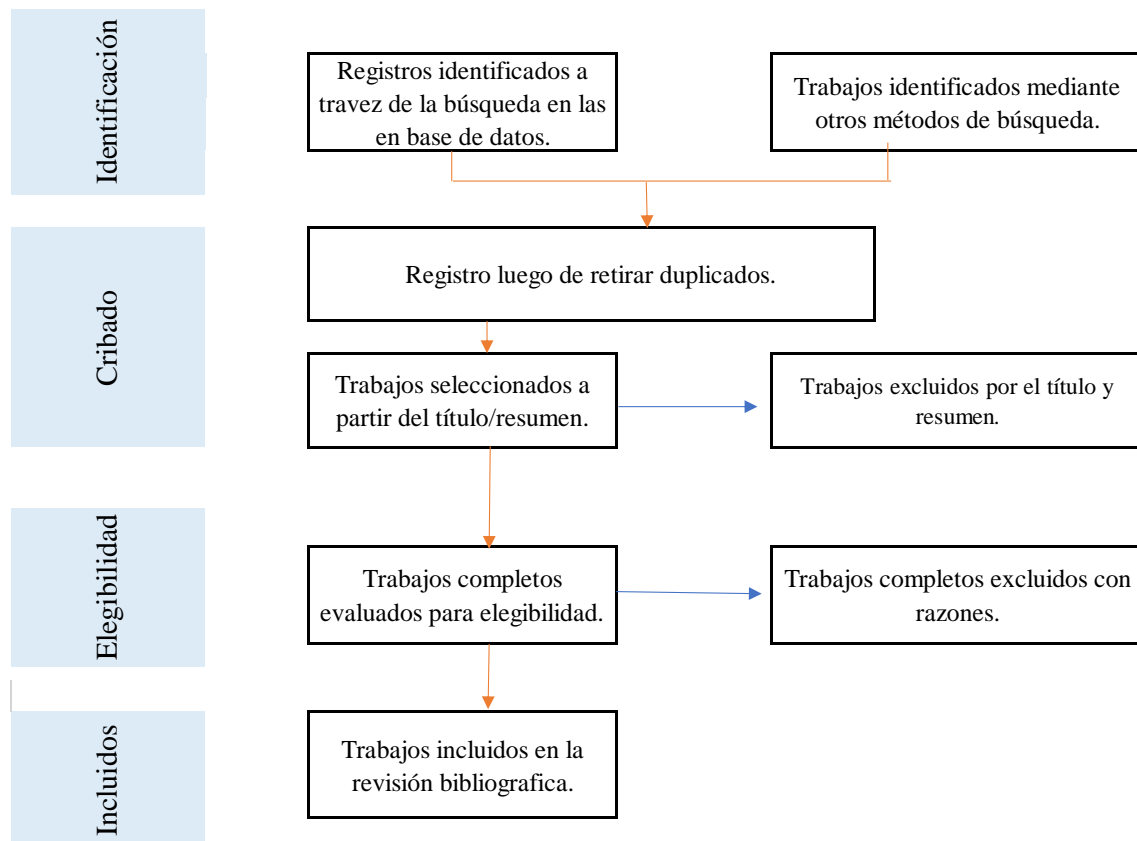 Identificación
Registros identificados a
travez de la búsqueda en las
en base de datos.
Trabajos identificados mediante
otros métodos de búsqueda.
Cribado
Registro luego de retirar duplicados.
Trabajos seleccionados a
partir del título/resumen.
Trabajos excluidos por el título y
resumen.
Elegibilidad
Trabajos completos
evaluados para elegibilidad.
Trabajos completos excluidos con
razones.
Incluidos
Trabajos incluidos en la
revisión bibliografica.